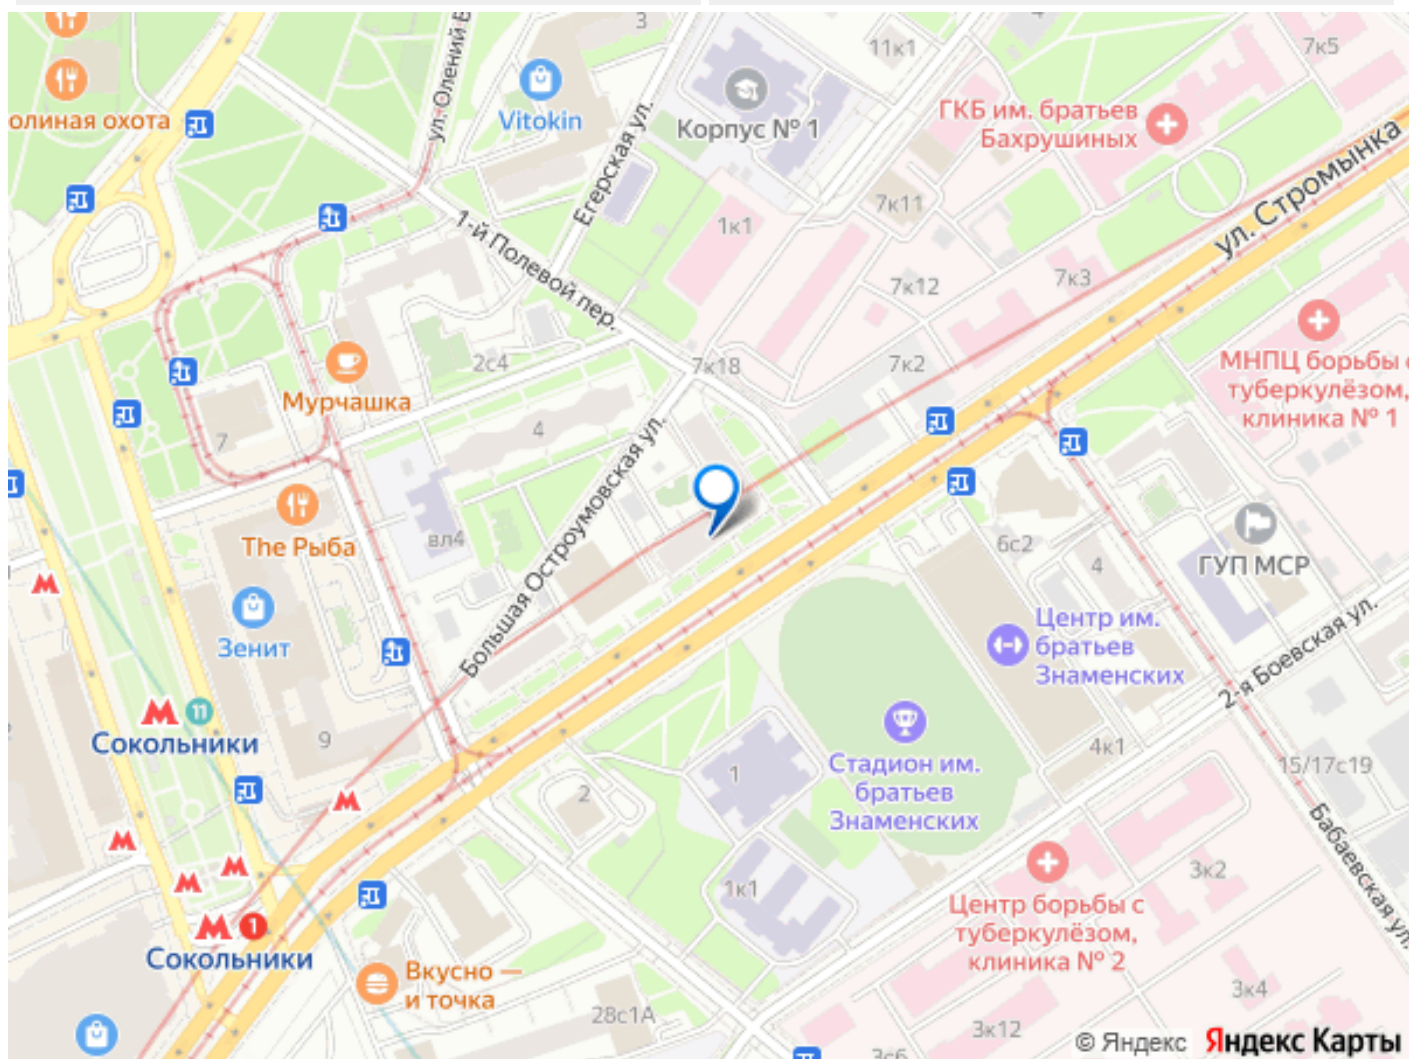 3
11к1
4
7к5
ул. Олений В
Vitokin
олиная охота
Корпус № 1
ГКБ им. братьев
Бахрушиных
Егерская ул.
ул. Стромынка
7к11
1к1
1-й Полевой пер.
7к12
7к3
МНПЦ борьбы с
туберкулёзом,
клиника № 1
2с4
7к18
7к2
Мурчашка
7
4
Большая Остроумовская ул.
The Рыба
вл4
6с2
4
ГУП МСР
Зенит
Центр им.
братьев
Знаменских
2-я Боевская ул.
11
Сокольники
9
4к1
15/17с19
1
2
Стадион им.
братьев
Знаменских
Бабаевская ул.
1к1
3к2
Центр борьбы с
туберкулёзом,
клиника № 2
1
Сокольники
Вкусно —
и точка
28с1А
3к4
3к12
3с6
© Яндекс Яндекс Карты